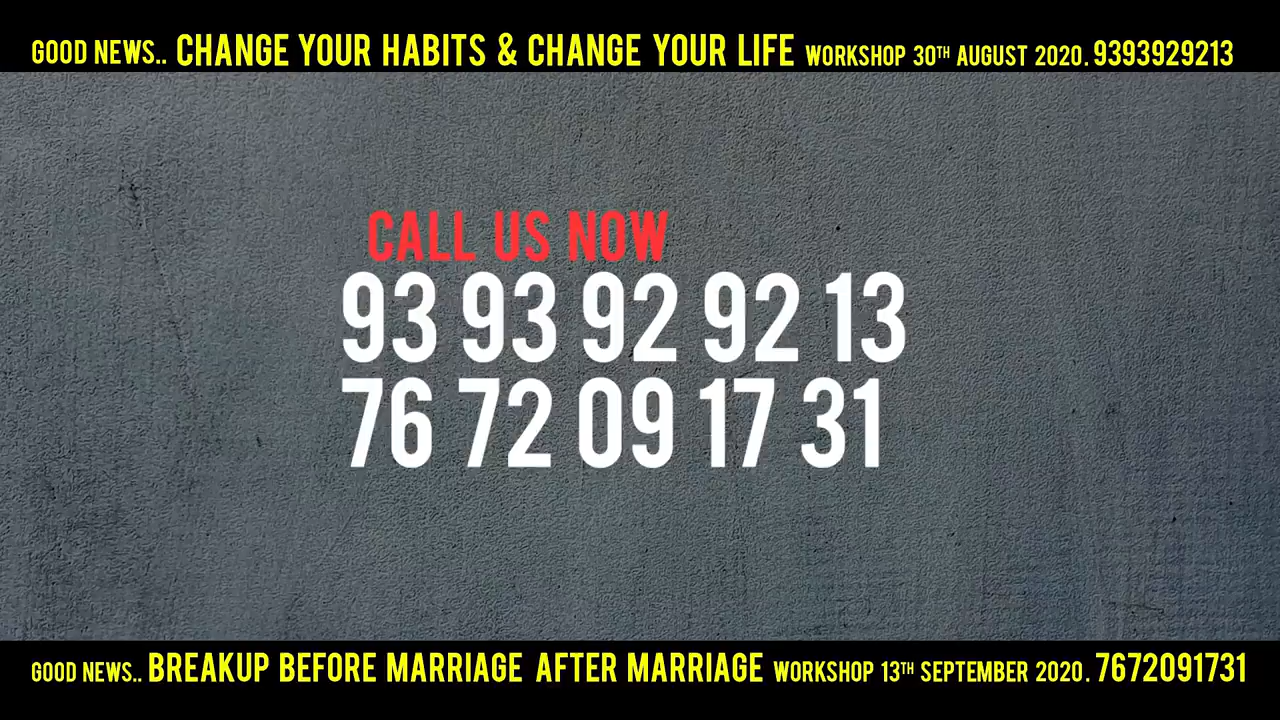 GOOD NEWS.. CHANGE YOUR HABITS & CHANGE YOUR LIFE WORKSHOP 30TH AUGUST 2020. 9393929213
CALL US NOW
93 93 92 92 13
76 72 09 17 31
GOOD NEWS.. BREAKUP BEFORE MARRIAGE AFTER MARRIAGE WORKSHOP 13TH SEPTEMBER 2020. 7672091731